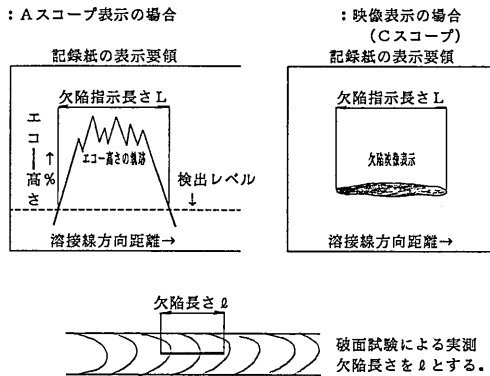 ：Ａスコープ表示の場合
記録紙の表示要領
欠陥指示長さＬ
エコー高さ
↑
%
エコー高さの軌跡
検出レベル
↓
溶接線方向距離→
：映像表示の場合
（Ｃスコープ）
記録紙の表示要領
欠陥指示長さＬ
欠陥映像表示
溶接線方向距離→
欠陥長さℓ
破面試験による実測
欠陥長さをℓとする。